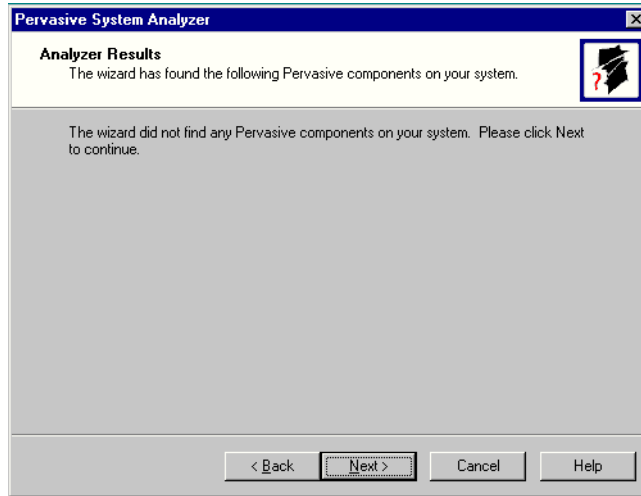 Pervasive System Analyzer
Analyzer Results
The wizard has found the following Pervasive components on your system.
?
The wizard did not find any Pervasive components on your system.  Please click Next
to continue.
< Back
Next >
Cancel
Help